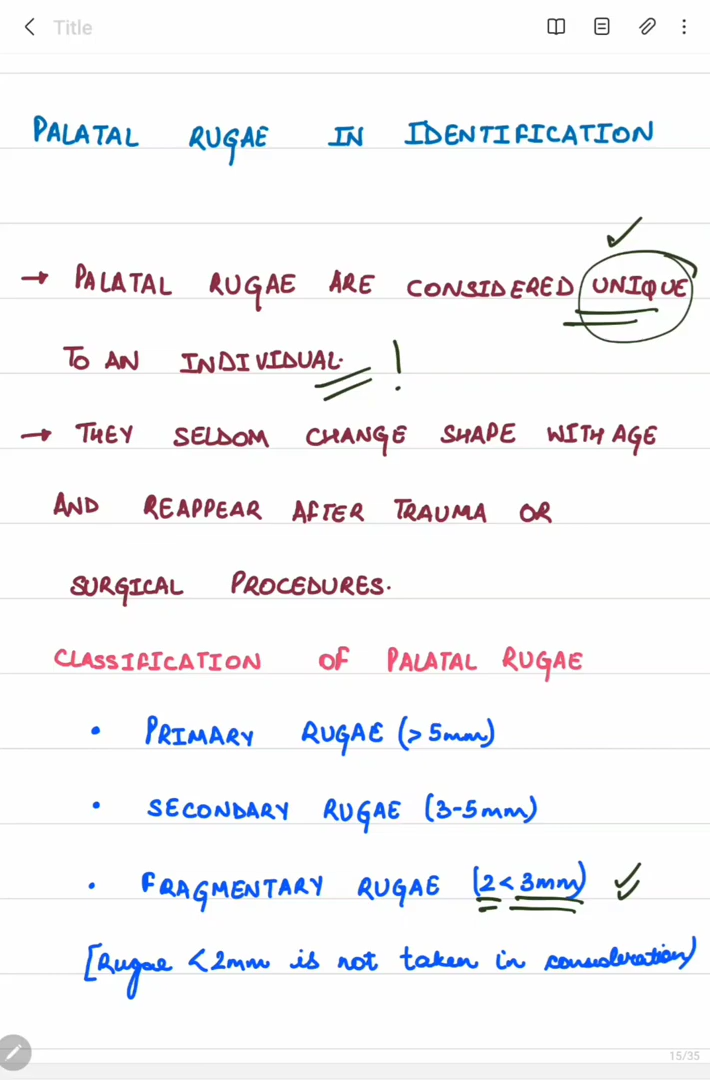 Title
PALATAL RUGAE IN IDENTIFICATION
→ PALATAL RUGAE ARE CONSIDERED UNIQUE
TO AN INDIVIDUAL. !
→ THEY SELDOM CHANGE SHAPE WITH AGE
AND REAPPEAR AFTER TRAUMA OR
SURGICAL PROCEDURES.
CLASSIFICATION OF PALATAL RUGAE
• PRIMARY RUGAE (>5mm)
• SECONDARY RUGAE (3-5mm)
• FRAGMENTARY RUGAE (2<3mm)
[Rugae <2mm is not taken in consideration)
15/35